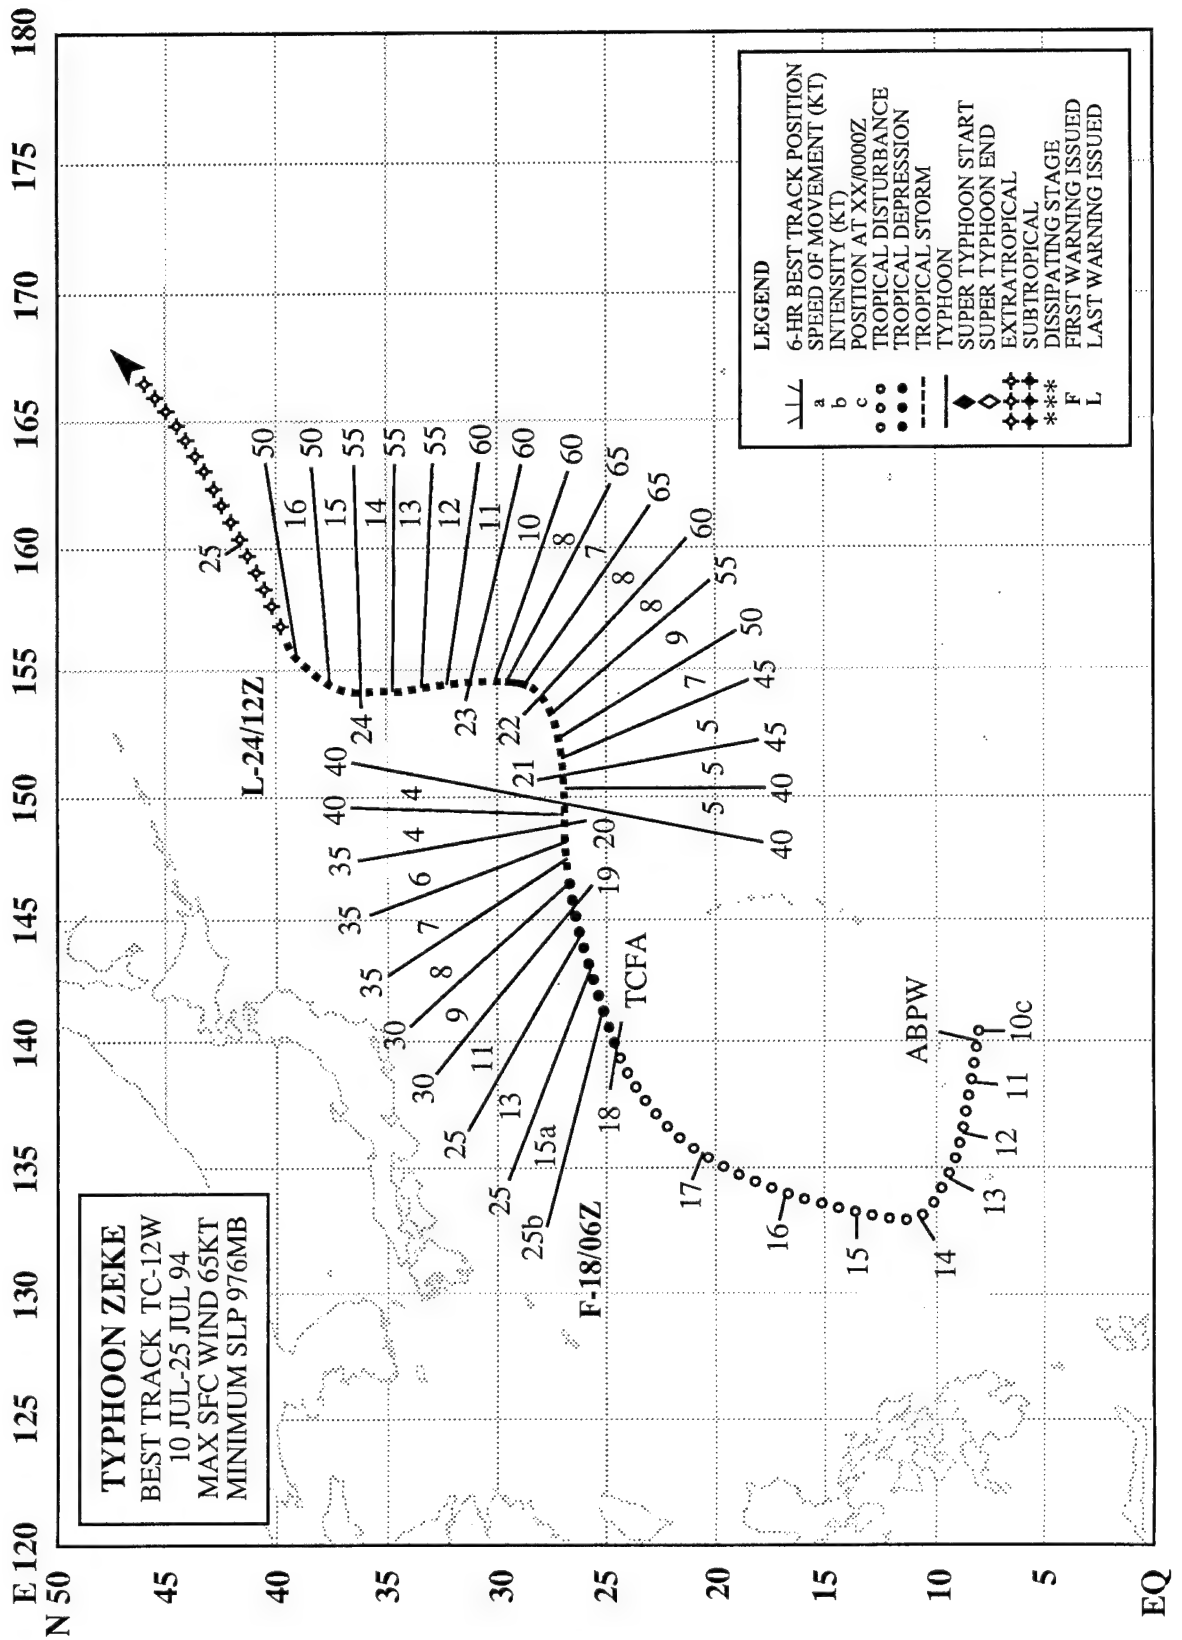 TYPHOON ZEKE
BEST TRACK TC-12W
10 JUL-25 JUL 94
MAX SFC WIND 65KT
MINIMUM SLP 976MB
LEGEND
6-HR BEST TRACK POSITION
a SPEED OF MOVEMENT (KT)
b INTENSITY (KT)
c POSITION AT XX/0000Z
TROPICAL DISTURBANCE
TROPICAL DEPRESSION
TROPICAL STORM
TYPHOON
SUPER TYPHOON START
SUPER TYPHOON END
EXTRATROPICAL
SUBTROPICAL
*** DISSIPATING STAGE
F FIRST WARNING ISSUED
L LAST WARNING ISSUED
E 120 125 130 135 140 145 150 155 160 165 170 175 180
N 50
45
40
35
30
25
20
15
10
5
EQ
L-24/12Z
F-18/06Z
TCFA
ABPW
10c
11
12
13
14
15
16
17
18
19
20
21
22
23
24
25
25b
25
25
30
30
35
35
35
40
40
15a
13
11
9
8
7
6
4
4
40
40
45
45
50
55
60
65
65
60
60
60
55
55
55
50
50
5
5
5
7
9
8
8
7
8
10
11
12
13
14
15
16